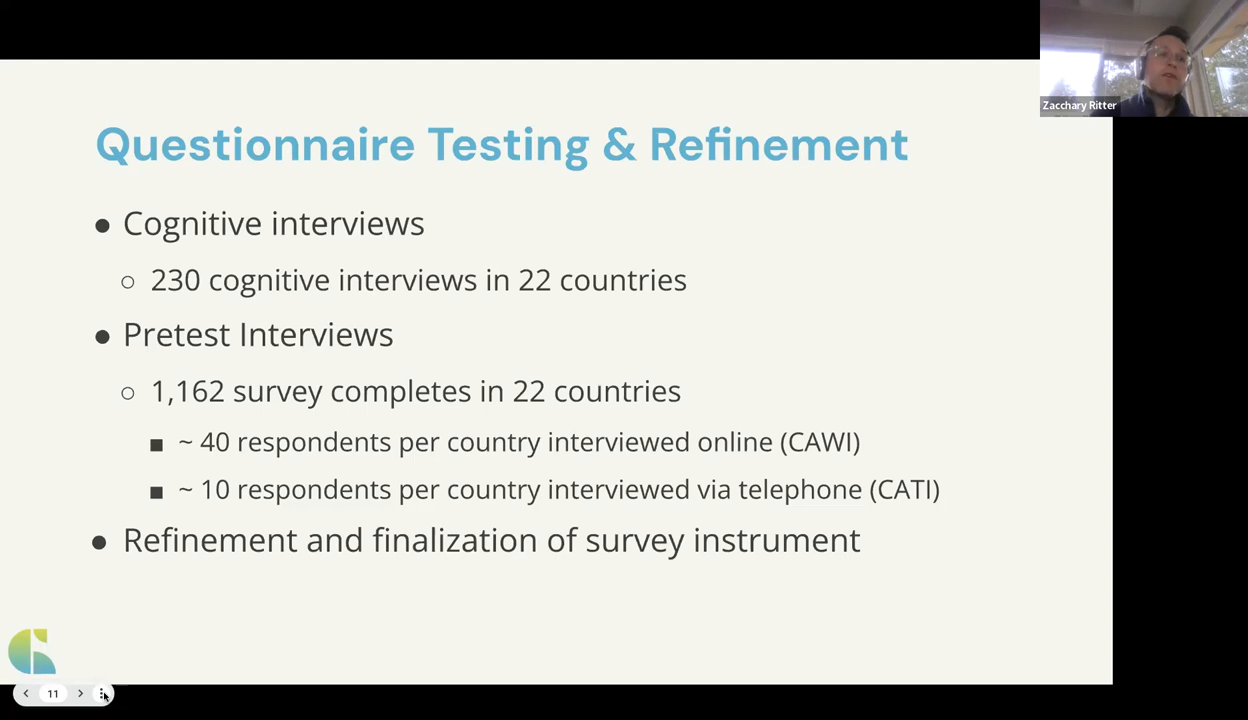 Zacchary Ritter
Questionnaire Testing & Refinement
● Cognitive interviews
○ 230 cognitive interviews in 22 countries
● Pretest Interviews
○ 1,162 survey completes in 22 countries
■ ~ 40 respondents per country interviewed online (CAWI)
■ ~ 10 respondents per country interviewed via telephone (CATI)
● Refinement and finalization of survey instrument
11